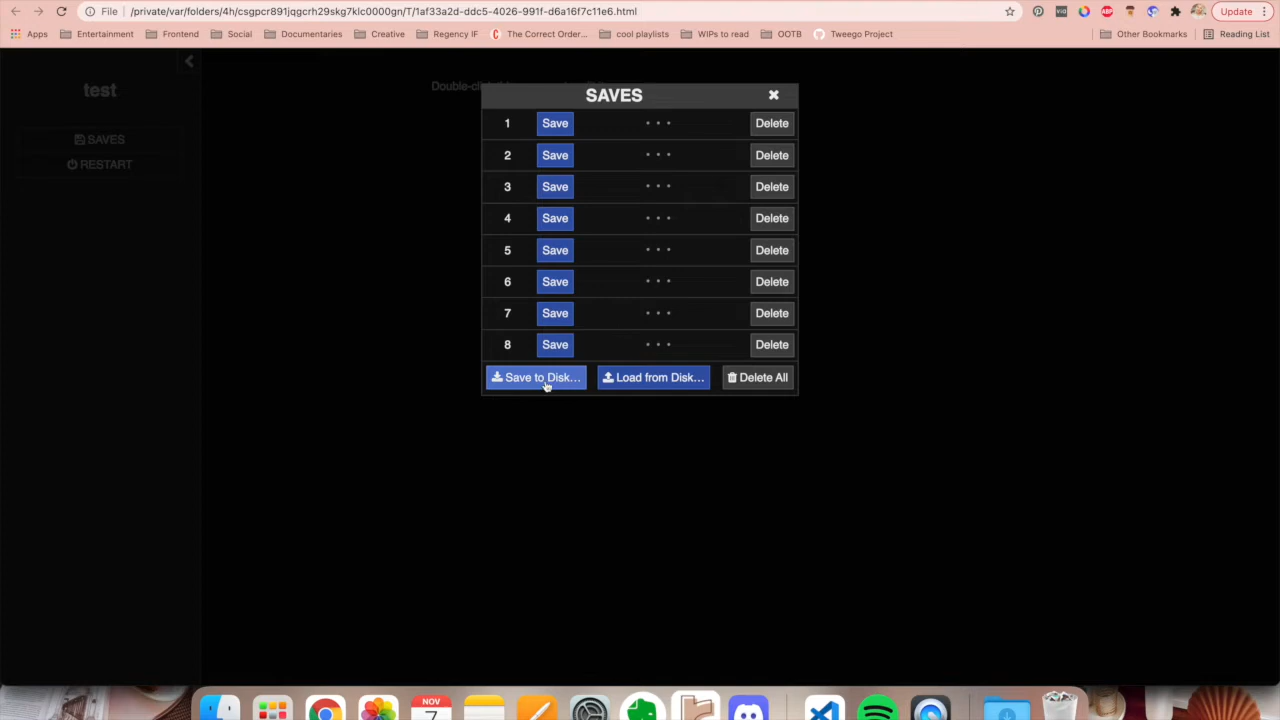 File /private/var/folders/4h/csgpcr891jqgcrh29skg7klc0000gn/T/1af33a2d-ddc5-4026-991f-d6a16f7c11e6.html
Update
Apps Entertainment Frontend Social Documentaries Creative Regency IF The Correct Order... cool playlists WIPs to read OOTB Tweego Project Other Bookmarks Reading List
test
SAVES
RESTART
Double-cli
SAVES
1 Save • • • Delete
2 Save • • • Delete
3 Save • • • Delete
4 Save • • • Delete
5 Save • • • Delete
6 Save • • • Delete
7 Save • • • Delete
8 Save • • • Delete
Save to Disk... Load from Disk... Delete All
NOV
7